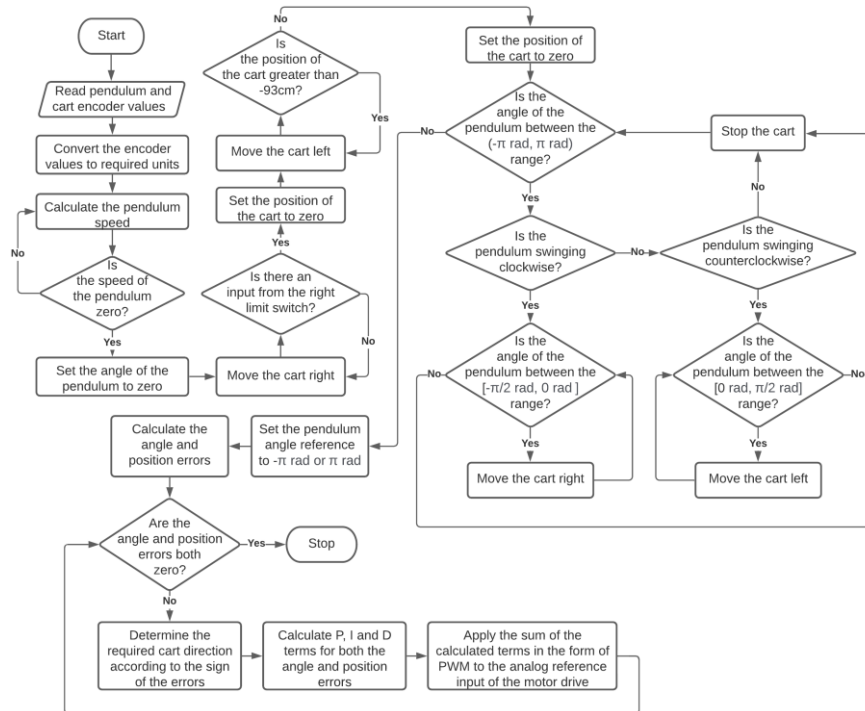 Start
Read pendulum and
cart encoder values
Convert the encoder
values to required units
Calculate the pendulum
speed
No
Is
the speed of
the pendulum
zero?
Yes
Set the angle of the
pendulum to zero
Move the cart right
Is there an
input from the right
limit switch?
No
Yes
Set the position of
the cart to zero
Move the cart left
Is
the position of
the cart greater than
-93cm?
Yes
No
Set the position of
the cart to zero
Is the
angle of the
pendulum between the
(-π rad, π rad)
range?
No
Yes
Is the
pendulum swinging
clockwise?
No
Yes
Is the
pendulum swinging
counterclockwise?
No
Stop the cart
Yes
Is the
angle of the
pendulum between the
[-π/2 rad, 0 rad ]
range?
No
Yes
Move the cart right
Is the
angle of the
pendulum between the
[0 rad, π/2 rad]
range?
No
Yes
Move the cart left
Set the pendulum
angle reference
to -π rad or π rad
Calculate the
angle and
position errors
Are the
angle and position
errors both
zero?
Yes
Stop
No
Determine the
required cart direction
according to the sign
of the errors
Calculate P, I and D
terms for both the
angle and position
errors
Apply the sum of the
calculated terms in the form of
PWM to the analog reference
input of the motor drive